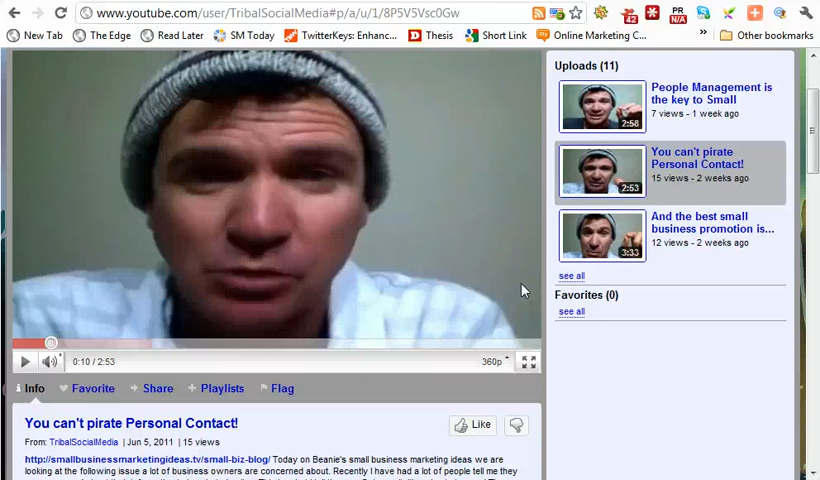 www.youtube.com/user/TribalSocialMedia#p/a/u/1/8P5V5Vsc0Gw
42
PR
N/A
New Tab
The Edge
Read Later
SM Today
TwitterKeys: Enhanc...
Thesis
Short Link
Online Marketing C...
»
Other bookmarks
Uploads (11)
People Management is
the key to Small
7 views - 1 week ago
2:58
You can't pirate
Personal Contact!
15 views - 2 weeks ago
2:53
And the best small
business promotion is...
12 views - 2 weeks ago
3:33
see all
Favorites (0)
see all
0:10 / 2:53
360p
Info
Favorite
Share
Playlists
Flag
You can't pirate Personal Contact!
Like
From: TribalSocialMedia | Jun 5, 2011 | 15 views
http://smallbusinessmarketingideas.tv/small-biz-blog/ Today on Beanie's small business marketing ideas we are
looking at the following issue a lot of business owners are concerned about. Recently I have had a lot of people tell me they